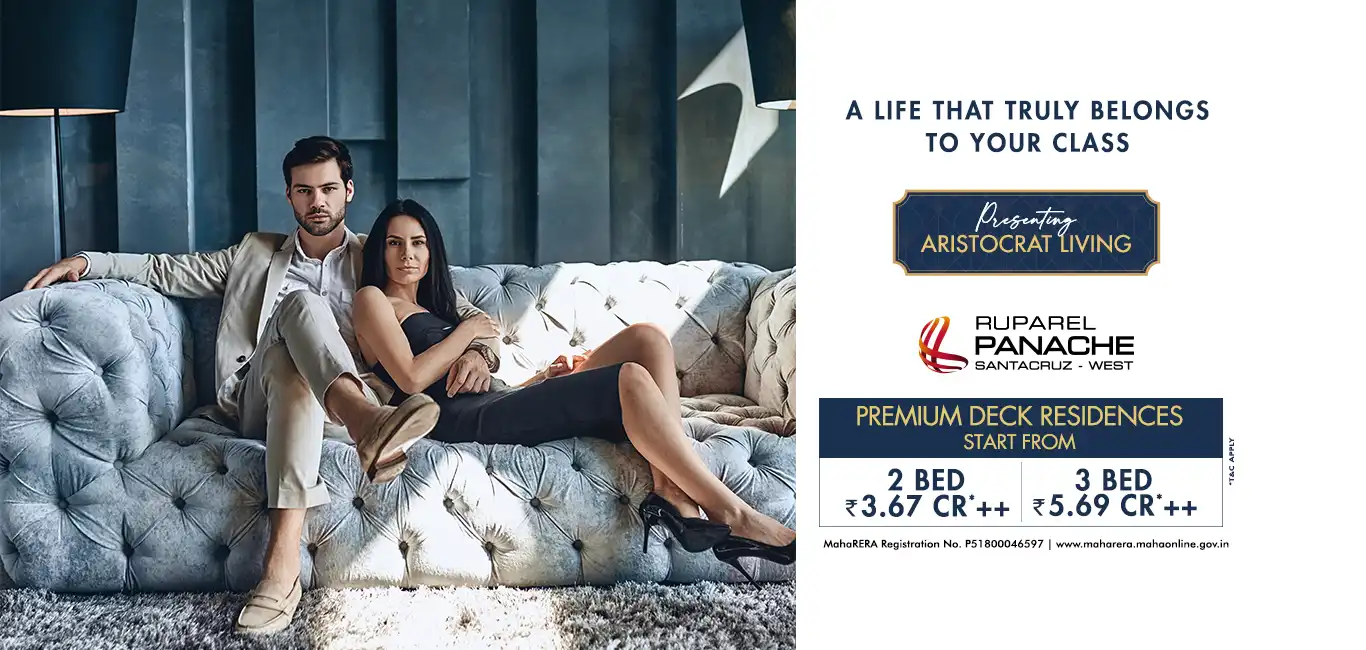 A LIFE THAT TRULY BELONGS
TO YOUR CLASS
Presenting
ARISTOCRAT LIVING
RUPAREL
PANACHE
SANTACRUZ - WEST
PREMIUM DECK RESIDENCES
START FROM
2 BED
₹3.67 CR*++
3 BED
₹5.69 CR*++
*T&C APPLY
MahaRERA Registration No. P51800046597 | www.maharera.mahaonline.gov.in